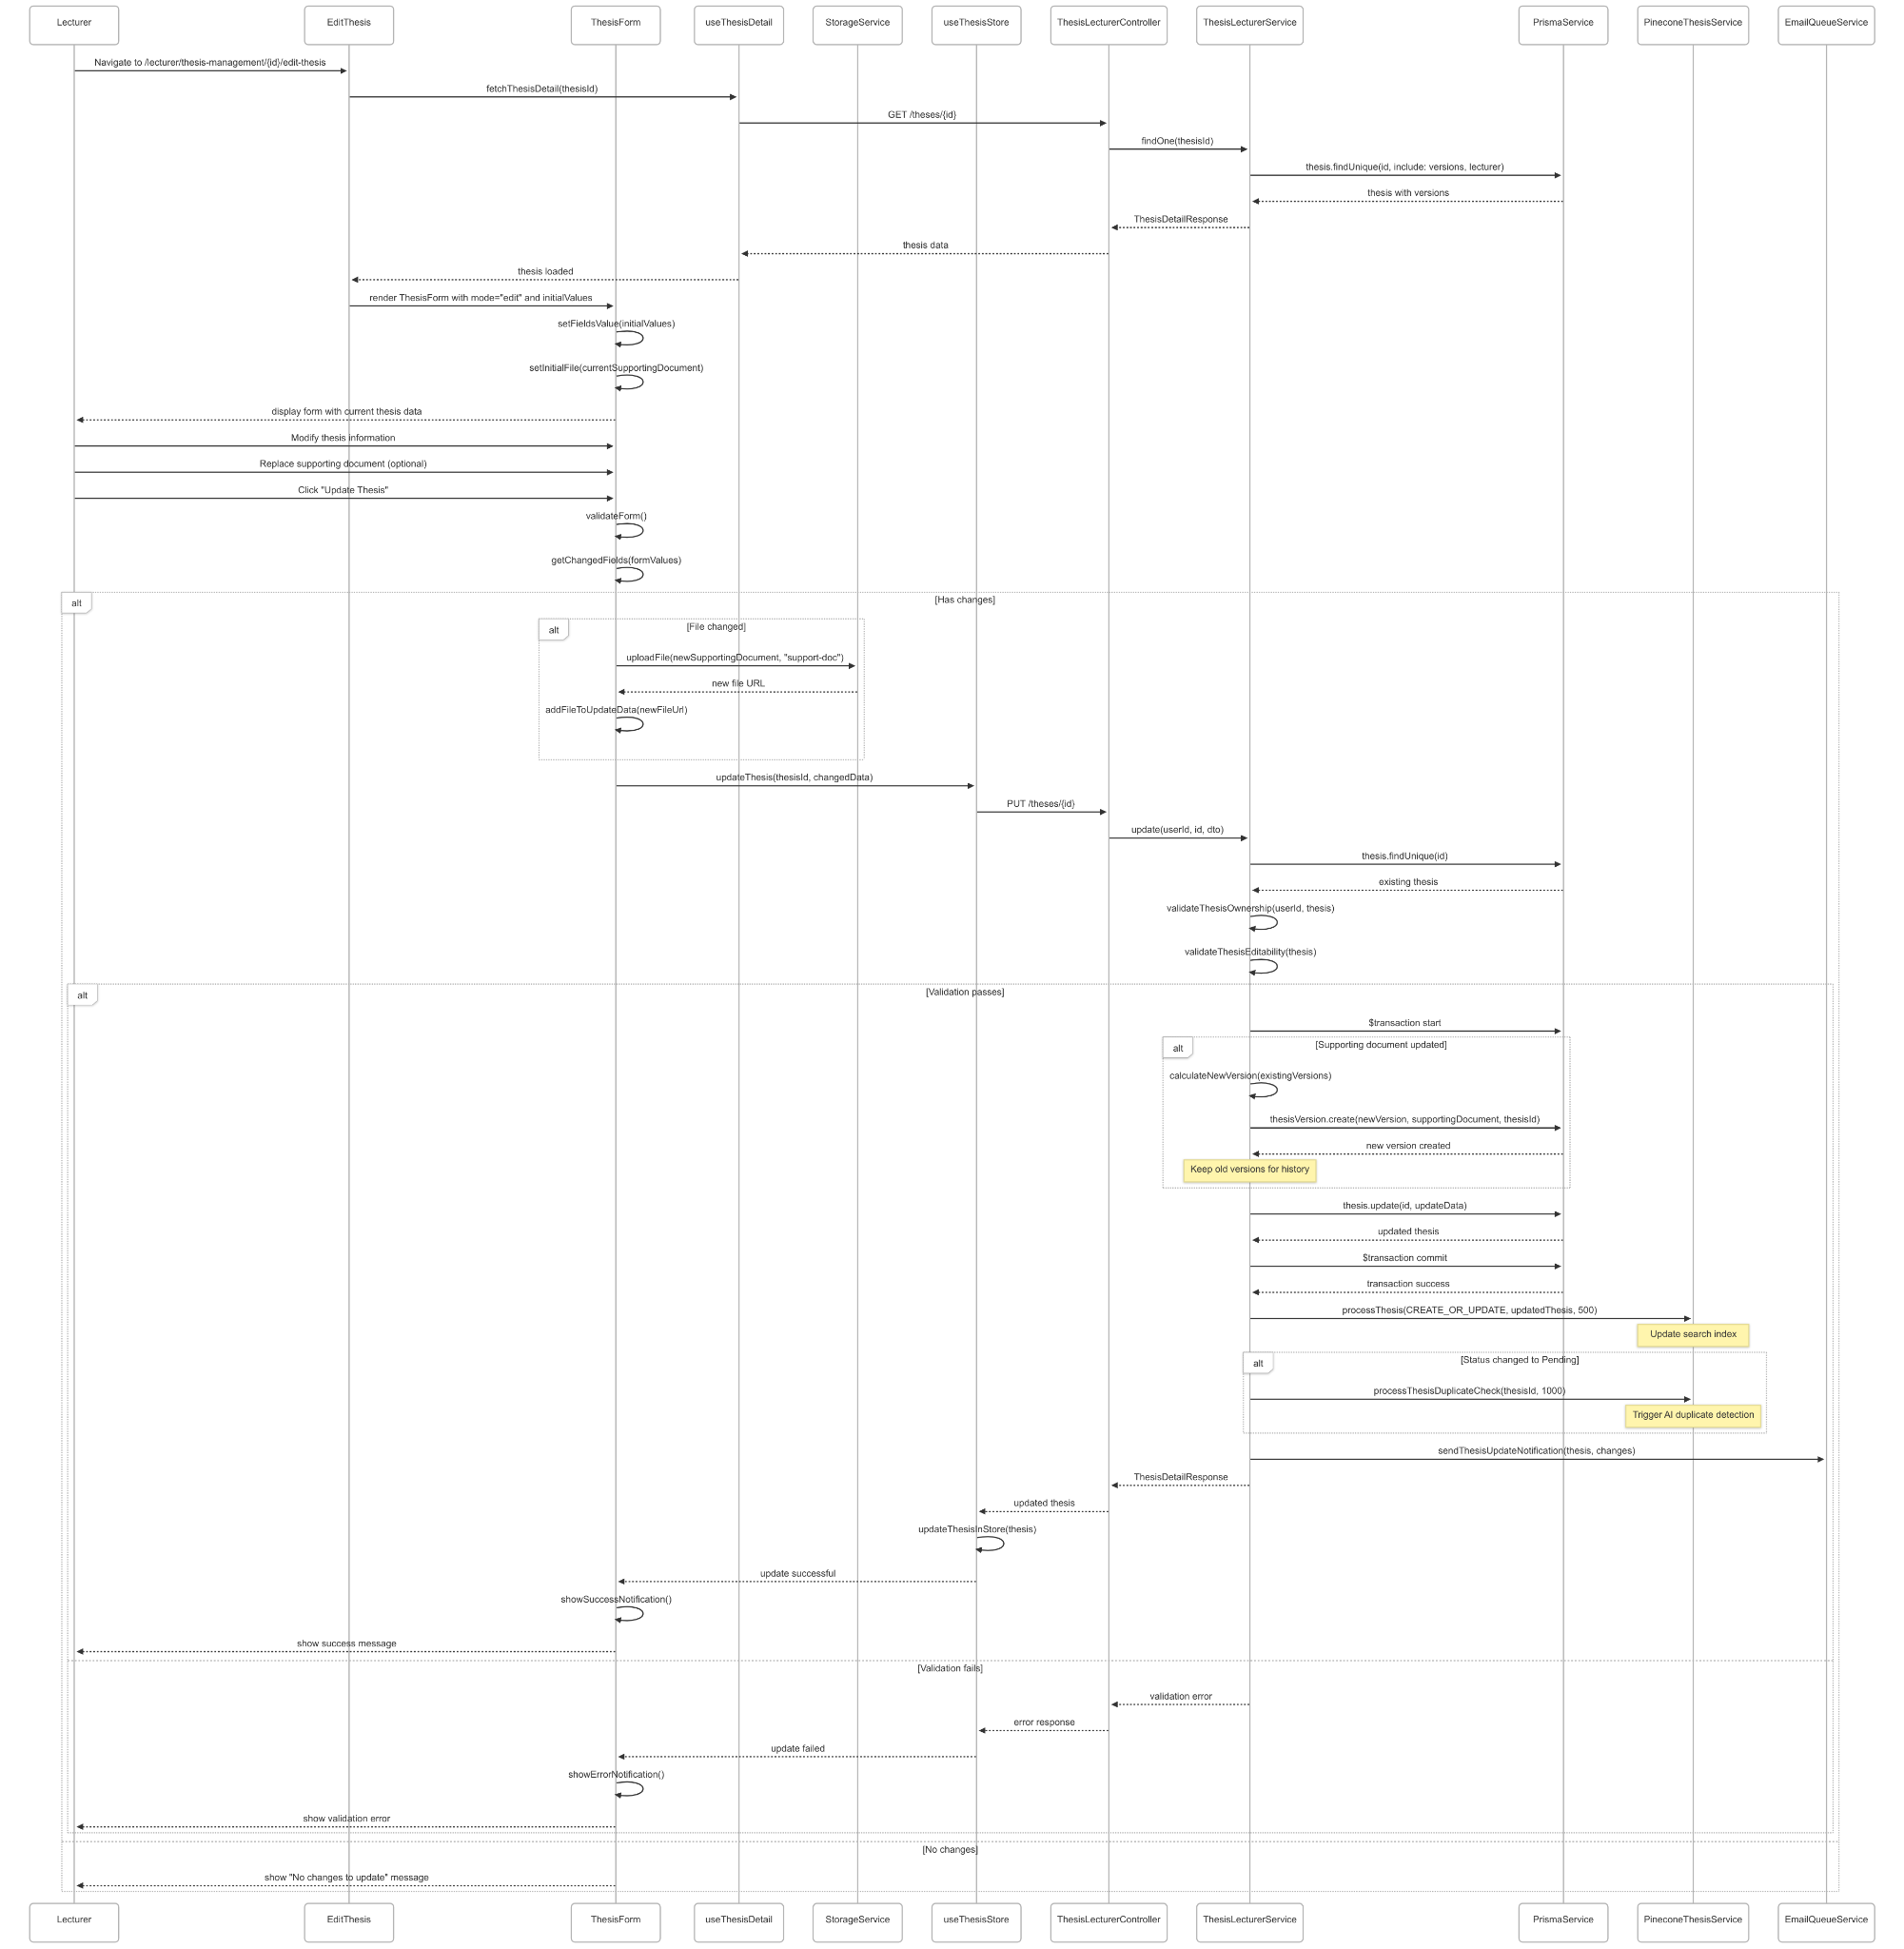 Lecturer
EditThesis
ThesisForm
useThesisDetail
StorageService
useThesisStore
ThesisLecturerController
ThesisLecturerService
PrismaService
PineconeThesisService
EmailQueueService
Navigate to /lecturer/thesis-management/{id}/edit-thesis
fetchThesisDetail(thesisId)
GET /theses/{id}
findOne(thesisId)
thesis.findUnique(id, include: versions, lecturer)
thesis with versions
ThesisDetailResponse
thesis data
thesis loaded
render ThesisForm with mode="edit" and initialValues
setFieldsValue(initialValues)
setInitialFile(currentSupportingDocument)
display form with current thesis data
Modify thesis information
Replace supporting document (optional)
Click "Update Thesis"
validateForm()
getChangedFields(formValues)
alt
[Has changes]
alt
[File changed]
uploadFile(newSupportingDocument, "support-doc")
new file URL
addFileToUpdateData(newFileUrl)
updateThesis(thesisId, changedData)
PUT /theses/{id}
update(userId, id, dto)
thesis.findUnique(id)
existing thesis
validateThesisOwnership(userId, thesis)
validateThesisEditability(thesis)
alt
[Validation passes]
$transaction start
alt
[Supporting document updated]
calculateNewVersion(existingVersions)
thesisVersion.create(newVersion, supportingDocument, thesisId)
new version created
Keep old versions for history
thesis.update(id, updateData)
updated thesis
$transaction commit
transaction success
processThesis(CREATE_OR_UPDATE, updatedThesis, 500)
Update search index
alt
[Status changed to Pending]
processThesisDuplicateCheck(thesisId, 1000)
Trigger AI duplicate detection
sendThesisUpdateNotification(thesis, changes)
ThesisDetailResponse
updated thesis
updateThesisInStore(thesis)
update successful
showSuccessNotification()
show success message
[Validation fails]
validation error
error response
update failed
showErrorNotification()
show validation error
[No changes]
show "No changes to update" message
Lecturer
EditThesis
ThesisForm
useThesisDetail
StorageService
useThesisStore
ThesisLecturerController
ThesisLecturerService
PrismaService
PineconeThesisService
EmailQueueService